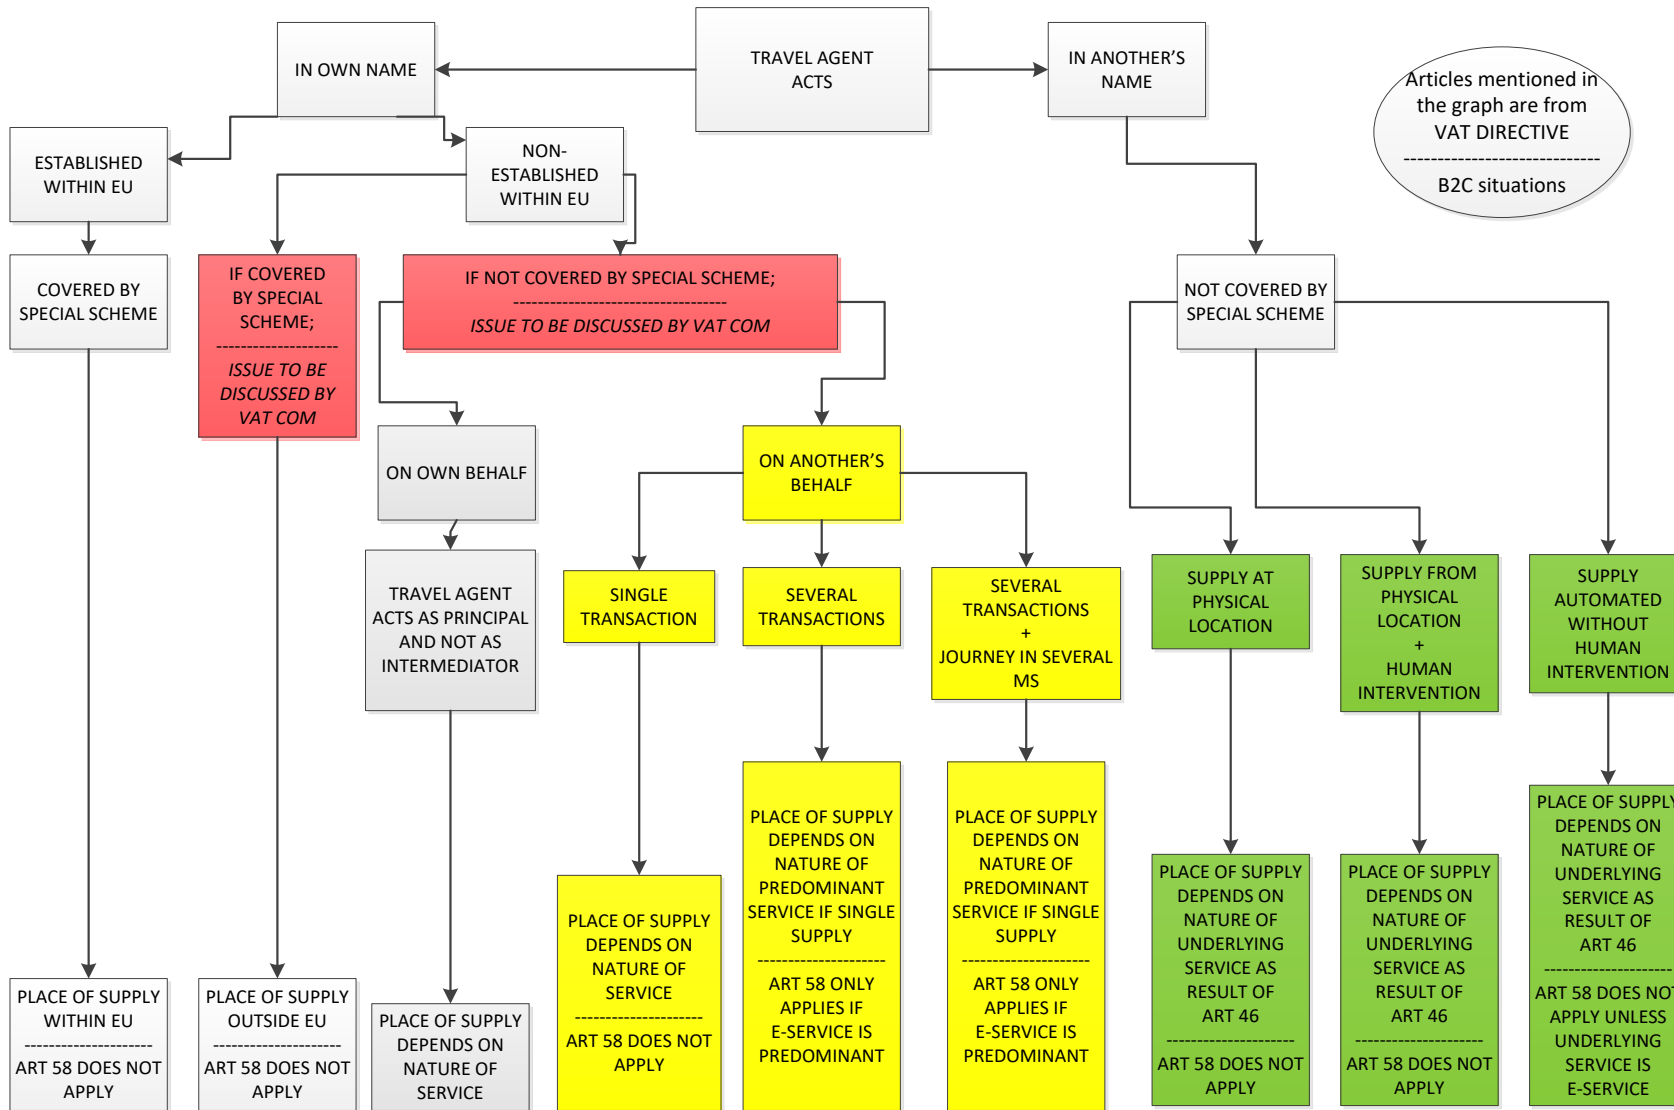 TRAVEL AGENT
ACTS
IN OWN NAME
IN ANOTHER'S
NAME
Articles mentioned in
the graph are from
VAT DIRECTIVE
--------------------------------
B2C situations
ESTABLISHED
WITHIN EU
NON-
ESTABLISHED
WITHIN EU
COVERED BY
SPECIAL SCHEME
IF COVERED
BY SPECIAL
SCHEME;
--------------------
ISSUE TO BE
DISCUSSED BY
VAT COM
IF NOT COVERED BY SPECIAL SCHEME;
-----------------------------------
ISSUE TO BE DISCUSSED BY VAT COM
NOT COVERED BY
SPECIAL SCHEME
ON OWN BEHALF
ON ANOTHER'S
BEHALF
TRAVEL AGENT
ACTS AS PRINCIPAL
AND NOT AS
INTERMEDIATOR
SINGLE
TRANSACTION
SEVERAL
TRANSACTIONS
SEVERAL
TRANSACTIONS
+
JOURNEY IN SEVERAL
MS
SUPPLY AT
PHYSICAL
LOCATION
SUPPLY FROM
PHYSICAL
LOCATION
+
HUMAN
INTERVENTION
SUPPLY
AUTOMATED
WITHOUT
HUMAN
INTERVENTION
PLACE OF SUPPLY
WITHIN EU
---------------------
ART 58 DOES NOT
APPLY
PLACE OF SUPPLY
OUTSIDE EU
---------------------
ART 58 DOES NOT
APPLY
PLACE OF SUPPLY
DEPENDS ON
NATURE OF
SERVICE
PLACE OF SUPPLY
DEPENDS ON
NATURE OF
SERVICE
---------------------
ART 58 DOES NOT
APPLY
PLACE OF SUPPLY
DEPENDS ON
NATURE OF
PREDOMINANT
SERVICE IF SINGLE
SUPPLY
---------------------
ART 58 ONLY
APPLIES IF
E-SERVICE IS
PREDOMINANT
PLACE OF SUPPLY
DEPENDS ON
NATURE OF
PREDOMINANT
SERVICE IF SINGLE
SUPPLY
---------------------
ART 58 ONLY
APPLIES IF
E-SERVICE IS
PREDOMINANT
PLACE OF SUPPLY
DEPENDS ON
NATURE OF
UNDERLYING
SERVICE AS
RESULT OF
ART 46
---------------------
ART 58 DOES NOT
APPLY
PLACE OF SUPPLY
DEPENDS ON
NATURE OF
UNDERLYING
SERVICE AS
RESULT OF
ART 46
---------------------
ART 58 DOES NOT
APPLY
PLACE OF SUPPLY
DEPENDS ON
NATURE OF
UNDERLYING
SERVICE AS
RESULT OF
ART 46
---------------------
ART 58 DOES NOT
APPLY UNLESS
UNDERLYING
SERVICE IS
E-SERVICE